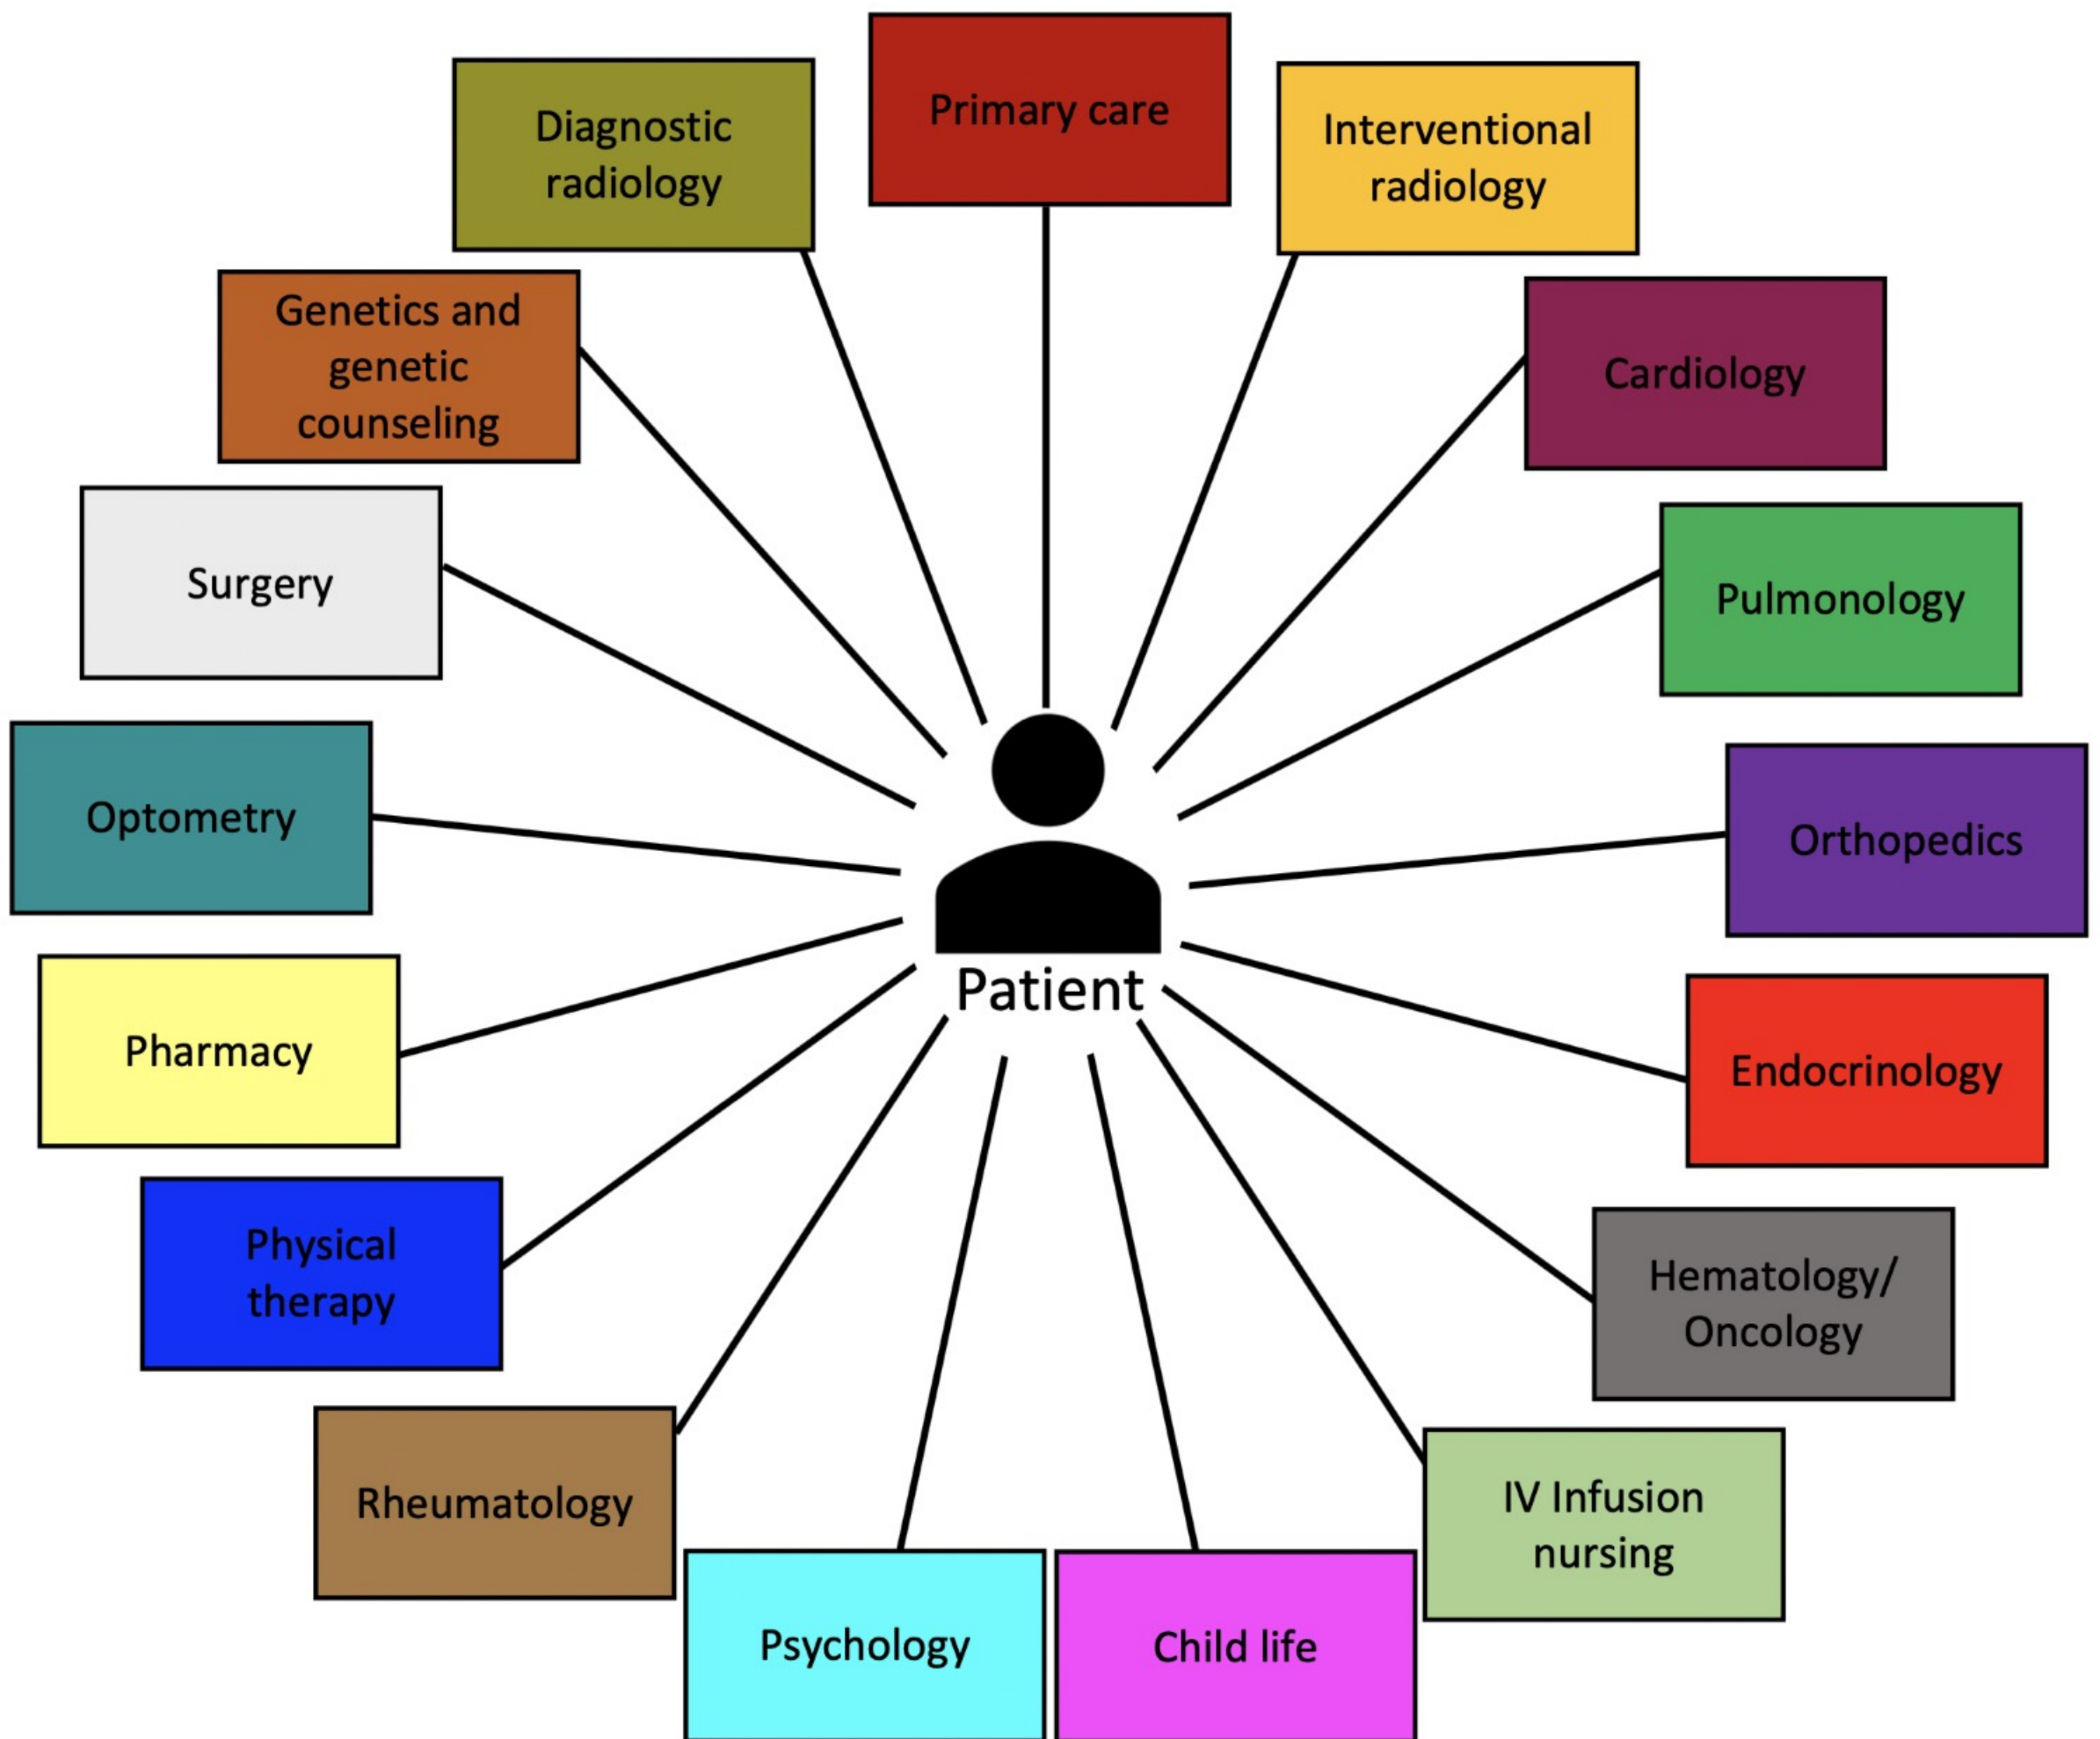 Primary care
Diagnostic
radiology
Interventional
radiology
Genetics and
genetic
counseling
Cardiology
Surgery
Pulmonology
Optometry
Orthopedics
Patient
Pharmacy
Endocrinology
Physical
therapy
Hematology/
Oncology
Rheumatology
IV Infusion
nursing
Psychology
Child life